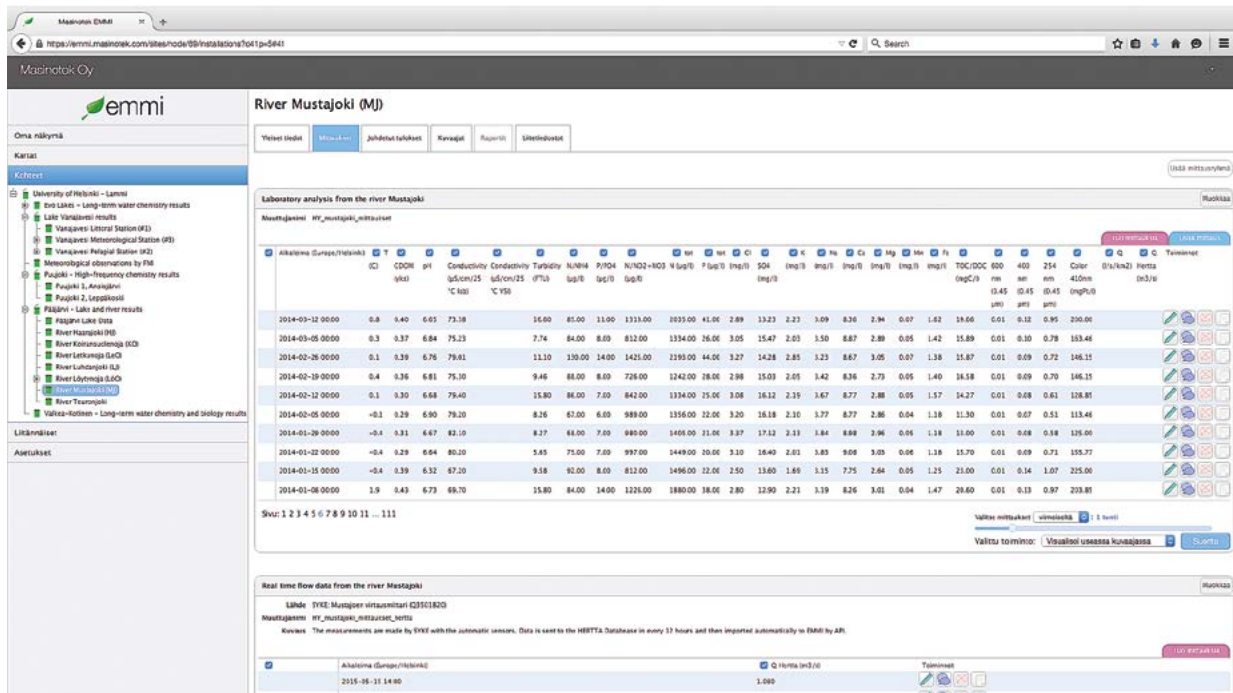 Masinotek EMMI
https://emmi.masinotek.com/sites/node/69/installations?o41p=5#41
Search
Masinotek Oy
emmi
Oma näkymä
Kartat
Kohteet
University of Helsinki - Lammi
Evo Lakes - Long-term water chemistry results
Lake Vanajavesi results
Vanajavesi Littoral Station (#1)
Vanajavesi Meteorological Station (#3)
Vanajavesi Pelagial Station (#2)
Meteorological observations by FMI
Puujoki - High-frequency chemistry results
Puujoki 1, Ansiojärvi
Puujoki 2, Leppäkoski
Pääjärvi - Lake and river results
Pääjärvi Lake Data
River Haarajoki (HJ)
River Koiransuolenoja (KO)
River Letkunoja (LeO)
River Luhdanjoki (LJ)
River Löytynoja (LöO)
River Mustajoki (MJ)
River Teuronjoki
Valkea-Kotinen - Long-term water chemistry and biology results
Liitännäiset
Asetukset
River Mustajoki (MJ)
Yleiset tiedot Mittaukset Johdetut tulokset Kuvaajat Raportit Liitetiedostot
Lisää mittausryhmä
Laboratory analysis from the river Mustajoki
Muokkaa
Muuttujanimi HY_mustajoki_mittaukset
TUO MITTAUKSIA LISÄÄ MITTAUS
Aikaleima (Europe/Helsinki) T (C) CDOM pH Conductivity Conductivity Turbidity (FTU) N/NH4 (µg/l) P/PO4 (µg/l) N/NO2+NO3 (µg/l) N tot (µg/l) P tot (µg/l) Cl (mg/l) SO4 (mg/l) K (mg/l) Na (mg/l) Ca (mg/l) Mg (mg/l) Mn (mg/l) Fe (mg/l) TOC/DOC (mgC/l) 600 nm (0.45 µm) 400 nm (0.45 µm) 254 nm (0.45 µm) Color 410nm (mgPt/l) Q (l/s/km2) Q Hertta (m3/s) Toiminnot
2014-03-12 00:00 0.8 0.40 6.65 73.38 16.60 85.00 11.00 1313.00 2035.00 41.00 2.89 13.23 2.23 3.09 8.36 2.94 0.07 1.62 19.66 0.01 0.12 0.95 200.00
2014-03-05 00:00 0.3 0.37 6.84 75.23 7.74 84.00 8.00 812.00 1334.00 26.00 3.05 15.47 2.03 3.50 8.87 2.89 0.05 1.42 15.89 0.01 0.10 0.78 163.46
2014-02-26 00:00 0.1 0.39 6.76 79.01 11.10 130.00 14.00 1425.00 2193.00 44.00 3.27 14.28 2.85 3.23 8.67 3.05 0.07 1.38 15.87 0.01 0.09 0.72 146.15
2014-02-19 00:00 0.4 0.36 6.81 75.30 9.46 88.00 8.00 726.00 1242.00 28.00 2.98 15.03 2.05 3.42 8.36 2.73 0.05 1.40 16.58 0.01 0.09 0.70 146.15
2014-02-12 00:00 0.1 0.30 6.68 79.40 15.80 86.00 7.00 842.00 1334.00 25.00 3.08 16.12 2.19 3.67 8.77 2.88 0.05 1.57 14.27 0.01 0.08 0.61 128.85
2014-02-05 00:00 -0.1 0.29 6.90 79.20 8.26 67.00 6.00 989.00 1356.00 22.00 3.20 16.18 2.10 3.77 8.77 2.86 0.04 1.18 11.30 0.01 0.07 0.51 113.46
2014-01-29 00:00 -0.4 0.31 6.67 82.10 8.27 68.00 7.00 980.00 1405.00 21.00 3.37 17.12 2.13 3.84 8.98 2.96 0.05 1.18 13.00 0.01 0.08 0.58 125.00
2014-01-22 00:00 -0.4 0.29 6.64 80.20 5.65 75.00 7.00 997.00 1449.00 20.00 3.10 16.40 2.01 3.85 9.08 3.03 0.06 1.16 15.70 0.01 0.09 0.71 155.77
2014-01-15 00:00 -0.4 0.39 6.32 67.20 9.58 92.00 8.00 812.00 1496.00 22.00 2.50 13.60 1.69 3.15 7.75 2.64 0.05 1.25 23.00 0.01 0.14 1.07 225.00
2014-01-08 00:00 1.9 0.43 6.73 69.70 15.80 84.00 14.00 1226.00 1880.00 38.00 2.80 12.90 2.21 3.19 8.26 3.01 0.04 1.47 20.60 0.01 0.13 0.97 203.85
Sivu: 1 2 3 4 5 6 7 8 9 10 11 ... 111
Valitse mittaukset viimeiseltä : 1 tunti
Valittu toiminto: Visualisoi useassa kuvaajassa Suorita
Real time flow data from the river Mustajoki
Muokkaa
Lähde SYKE: Mustajoen virtausmittari (Q3501820)
Muuttujanimi HY_mustajoki_mittaukset_hertta
Kuvaus The measurements are made by SYKE with the automatic sensors. Data is sent to the HERTTA Database in every 12 hours and then imported automatically to EMMI by API.
TUO MITTAUKSIA
Aikaleima (Europe/Helsinki) Q Hertta (m3/s) Toiminnot
2015-05-15 14:00 1.080